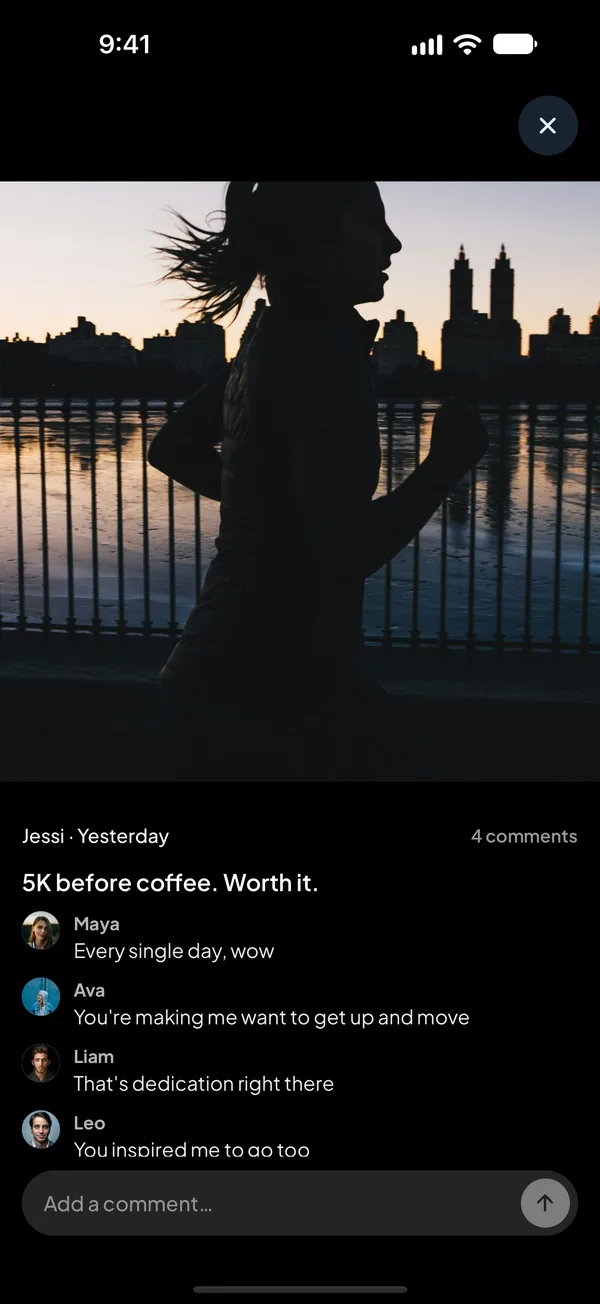 9:41
Jessi · Yesterday
4 comments
5K before coffee. Worth it.
Maya
Every single day, wow
Ava
You're making me want to get up and move
Liam
That's dedication right there
Leo
You inspired me to go too
Add a comment...